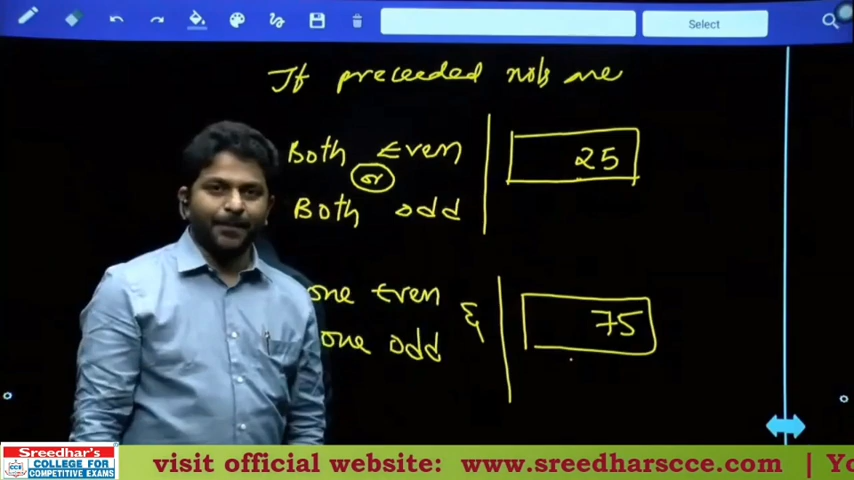 Select
If preceeded nos are
Both Even
or
Both odd
25
one Even &
one odd
75
Sreedhar's
CCE
COLLEGE FOR
COMPETITIVE EXAMS
visit official website: www.sreedharscce.com | Yo